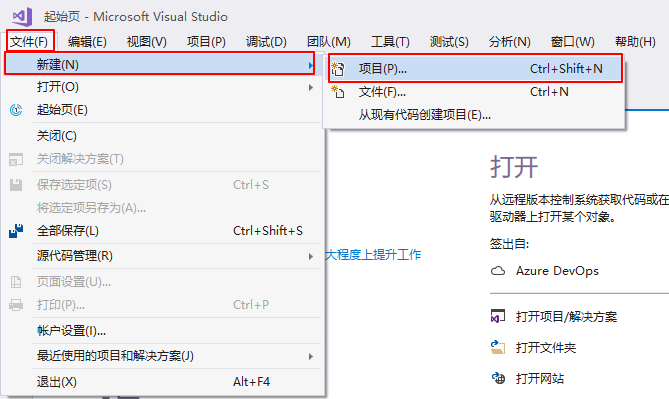 起始页 - Microsoft Visual Studio
文件(F) 编辑(E) 视图(V) 项目(P) 调试(D) 团队(M) 工具(T) 测试(S) 分析(N) 窗口(W) 帮助(H)
新建(N)
打开(O)
起始页(E)
关闭(C)
关闭解决方案(T)
保存选定项(S) Ctrl+S
将选定项另存为(A)...
全部保存(L) Ctrl+Shift+S
源代码管理(R)
页面设置(U)...
打印(P)... Ctrl+P
帐户设置(I)...
最近使用的项目和解决方案(J)
退出(X) Alt+F4
项目(P)... Ctrl+Shift+N
文件(F)... Ctrl+N
从现有代码创建项目(E)...
大程度上提升工作
打开
从远程版本控制系统获取代码或在
驱动器上打开某个对象。
签出自:
Azure DevOps
打开项目/解决方案
打开文件夹
打开网站